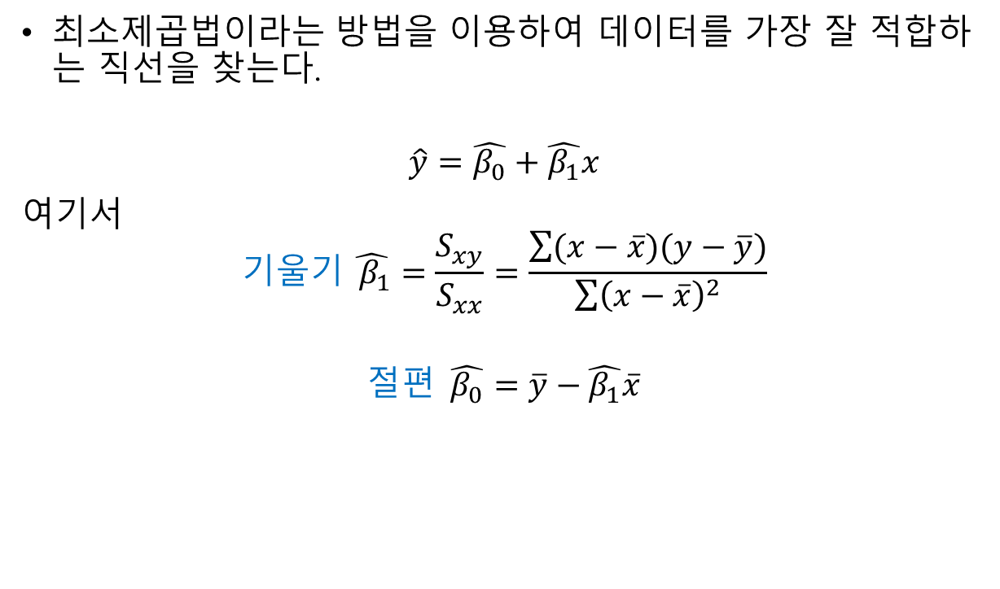 • 최소제곱법이라는 방법을 이용하여 데이터를 가장 잘 적합하
는 직선을 찾는다.
$\hat{y} = \widehat{\beta_0} + \widehat{\beta_1}x$
여기서
기울기 $\widehat{\beta_1} = \frac{S_{xy}}{S_{xx}} = \frac{\sum(x - \bar{x})(y - \bar{y})}{\sum(x - \bar{x})^2}$
절편 $\widehat{\beta_0} = \bar{y} - \widehat{\beta_1}\bar{x}$